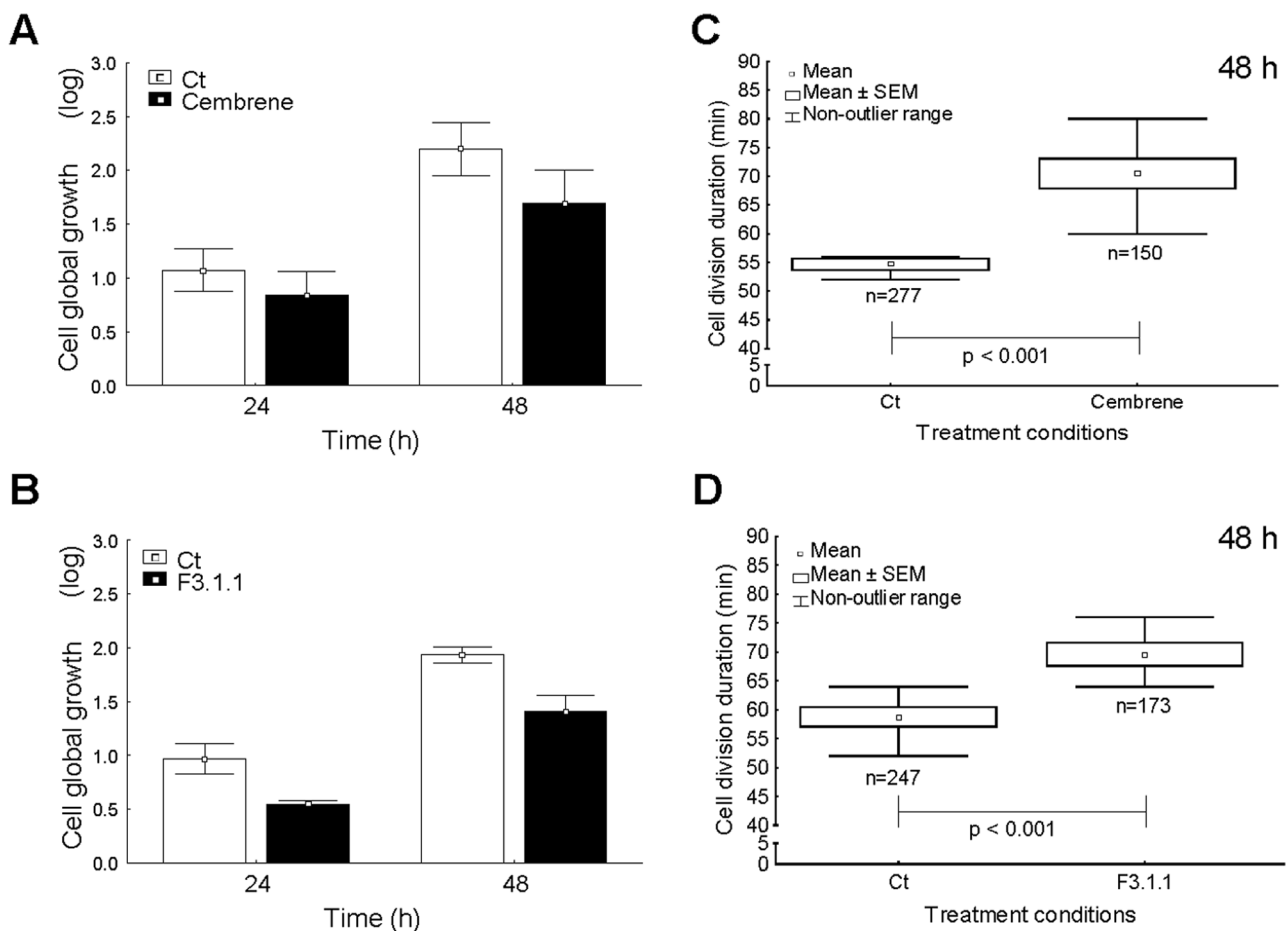 A
Cell global growth (log)
3.0
2.5
2.0
1.5
1.0
0.5
0.0
Ct
Cembrene
24
48
Time (h)
C
48 h
Cell division duration (min)
90
85
80
75
70
65
60
55
50
45
40
5
0
Mean
Mean ± SEM
Non-outlier range
n=277
n=150
p < 0.001
Ct
Cembrene
Treatment conditions
B
Cell global growth (log)
3.0
2.5
2.0
1.5
1.0
0.5
0.0
Ct
F3.1.1
24
48
Time (h)
D
48 h
Cell division duration (min)
90
85
80
75
70
65
60
55
50
45
40
5
0
Mean
Mean ± SEM
Non-outlier range
n=247
n=173
p < 0.001
Ct
F3.1.1
Treatment conditions